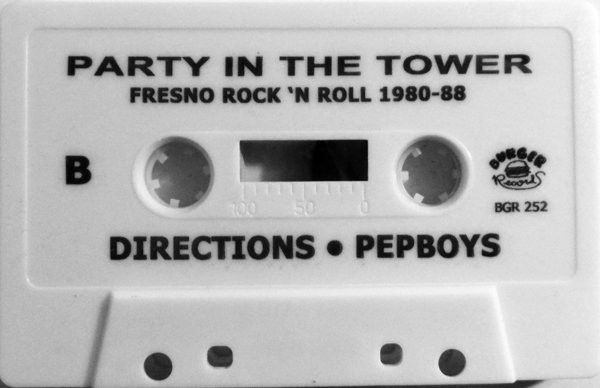 PARTY IN THE TOWER
FRESNO ROCK 'N ROLL 1980-88
B
100 50 0
BURGER
Records
BGR 252
DIRECTIONS • PEPBOYS